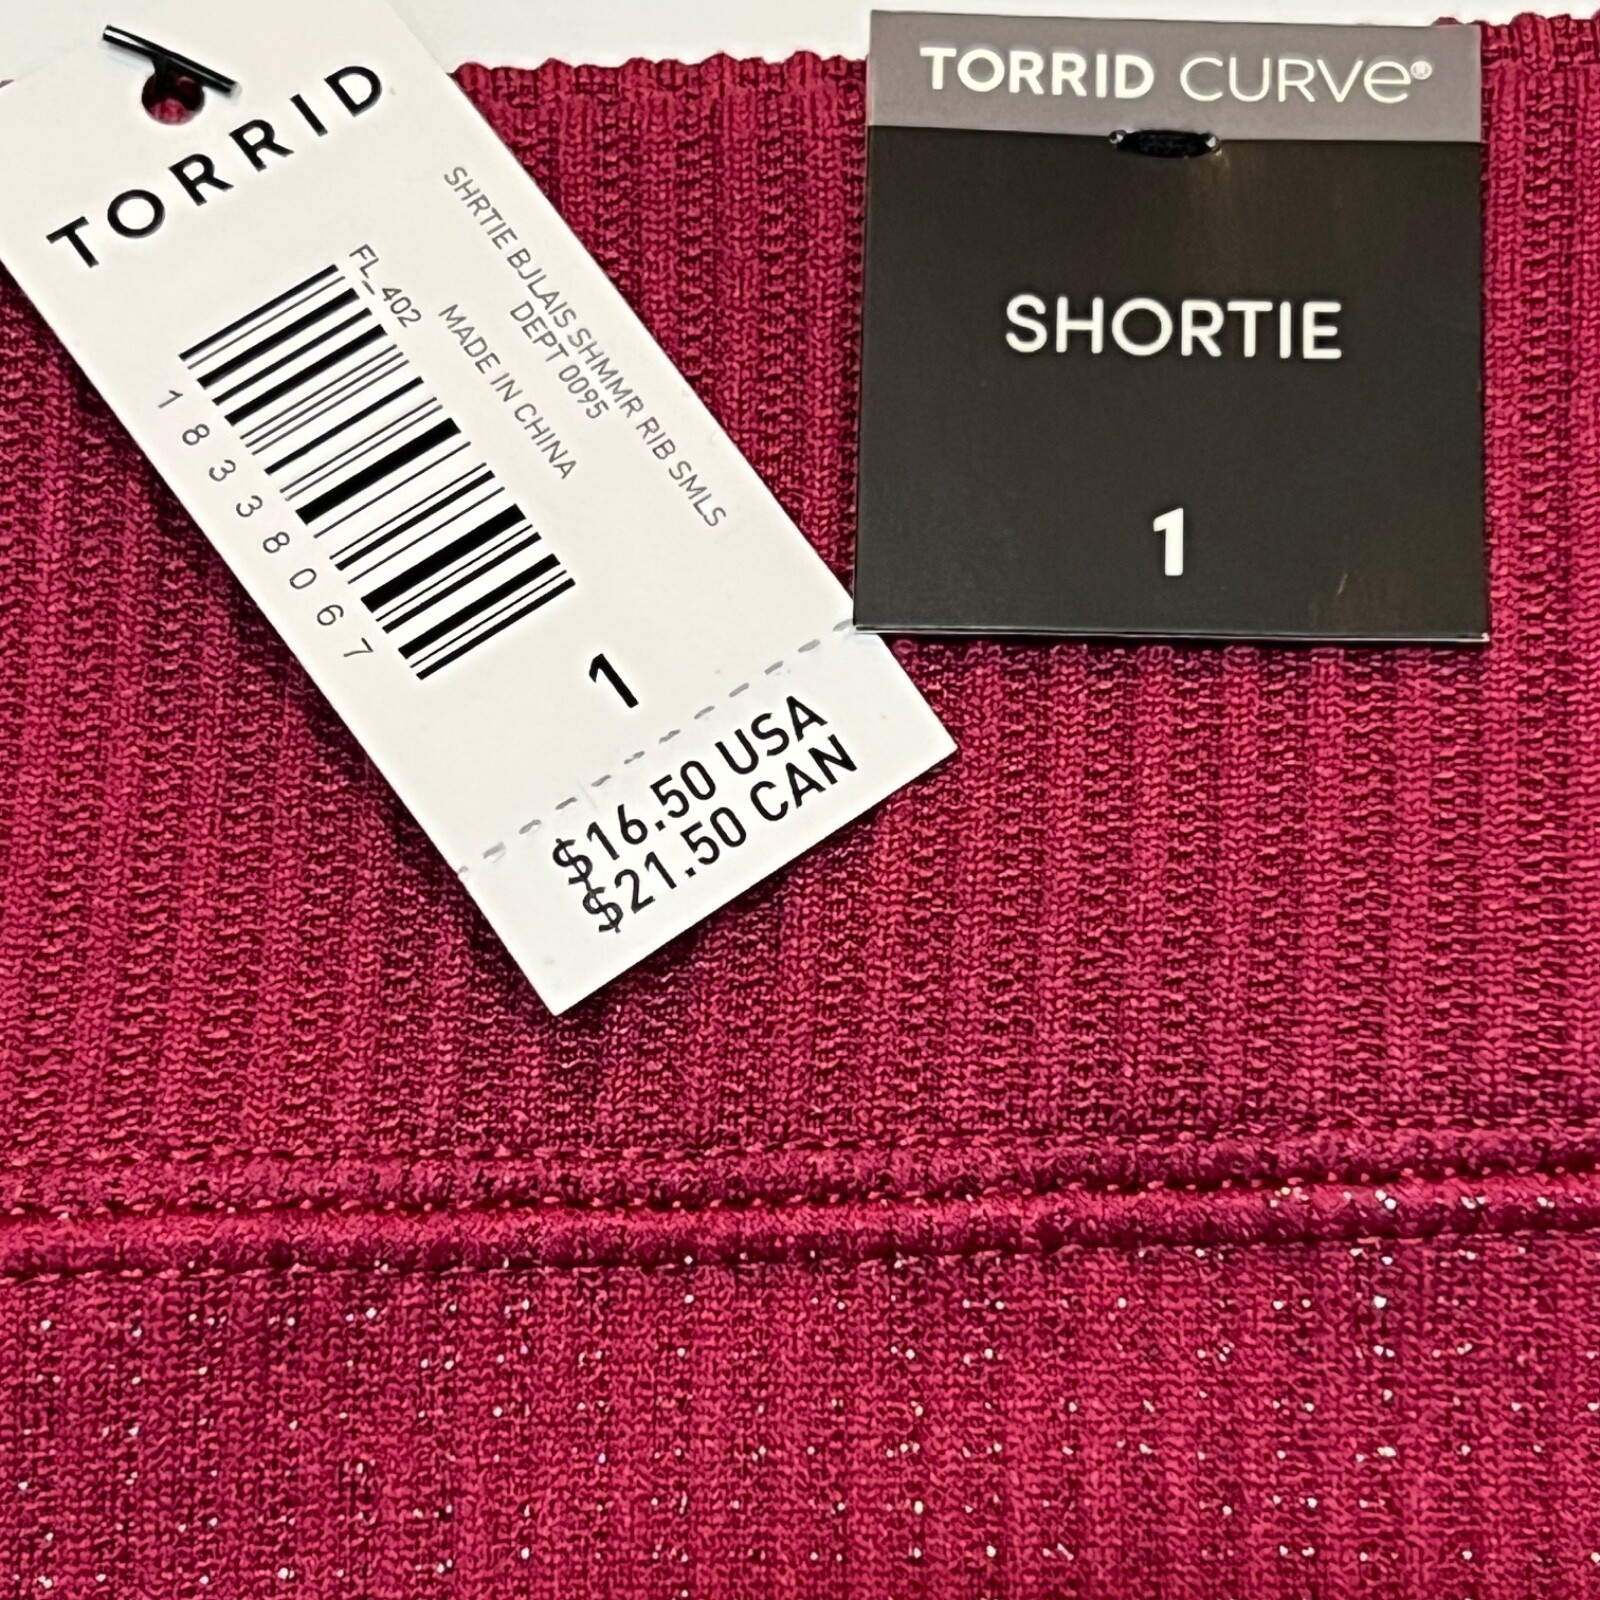 TORRID
SHRTIE BJLAIS SHMMR RIB SMLS
DEPT 0095
MADE IN CHINA
FL_402
18338067
1
$16.50 USA
$21.50 CAN
TORRID CURVe®
SHORTIE
1